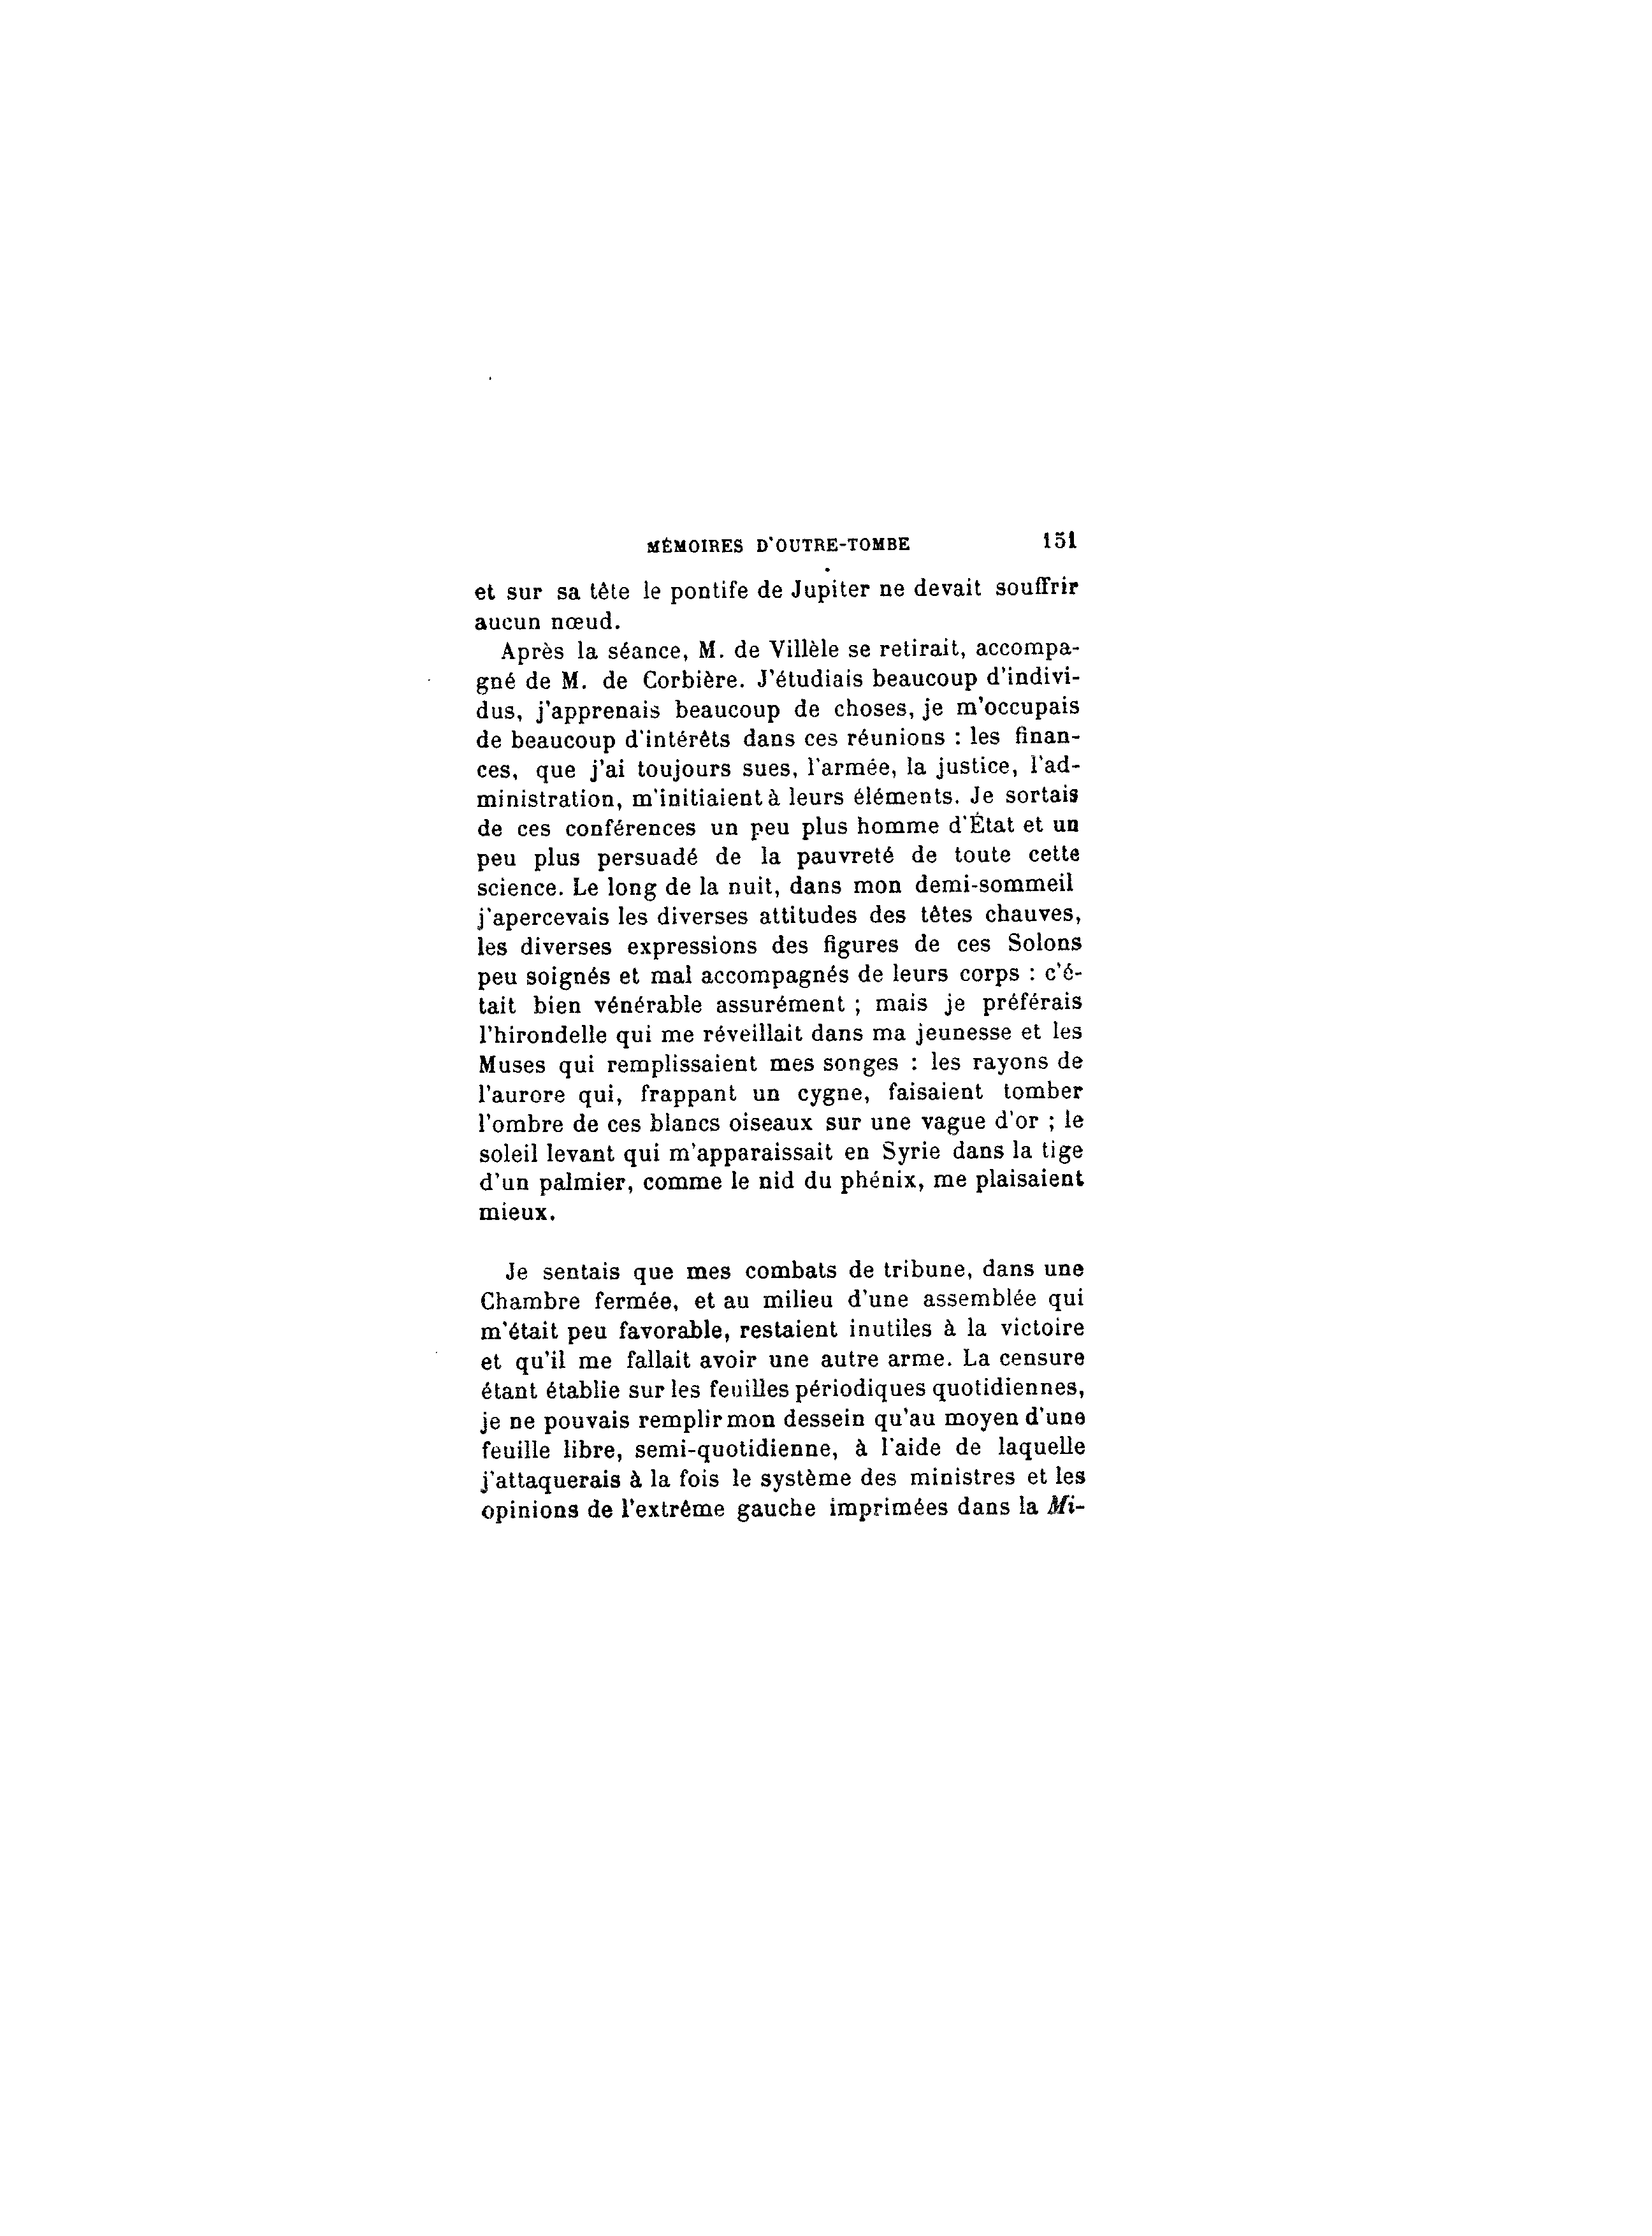 MÉMOIRES D'OUTRE-TOMBE 151
et sur sa tête le pontife de Jupiter ne devait souffrir
aucun nœud.
Après la séance, M. de Villèle se retirait, accompa-
gné de M. de Corbière. J'étudiais beaucoup d'indivi-
dus, j'apprenais beaucoup de choses, je m'occupais
de beaucoup d'intérêts dans ces réunions : les finan-
ces, que j'ai toujours sues, l'armée, la justice, l'ad-
ministration, m'initiaient à leurs éléments. Je sortais
de ces conférences un peu plus homme d'État et un
peu plus persuadé de la pauvreté de toute cette
science. Le long de la nuit, dans mon demi-sommeil
j'apercevais les diverses attitudes des têtes chauves,
les diverses expressions des figures de ces Solons
peu soignés et mal accompagnés de leurs corps : c'é-
tait bien vénérable assurément ; mais je préférais
l'hirondelle qui me réveillait dans ma jeunesse et les
Muses qui remplissaient mes songes : les rayons de
l'aurore qui, frappant un cygne, faisaient tomber
l'ombre de ces blancs oiseaux sur une vague d'or ; le
soleil levant qui m'apparaissait en Syrie dans la tige
d'un palmier, comme le nid du phénix, me plaisaient
mieux.
Je sentais que mes combats de tribune, dans une
Chambre fermée, et au milieu d'une assemblée qui
m'était peu favorable, restaient inutiles à la victoire
et qu'il me fallait avoir une autre arme. La censure
étant établie sur les feuilles périodiques quotidiennes,
je ne pouvais remplir mon dessein qu'au moyen d'une
feuille libre, semi-quotidienne, à l'aide de laquelle
j'attaquerais à la fois le système des ministres et les
opinions de l'extrême gauche imprimées dans la Mi-